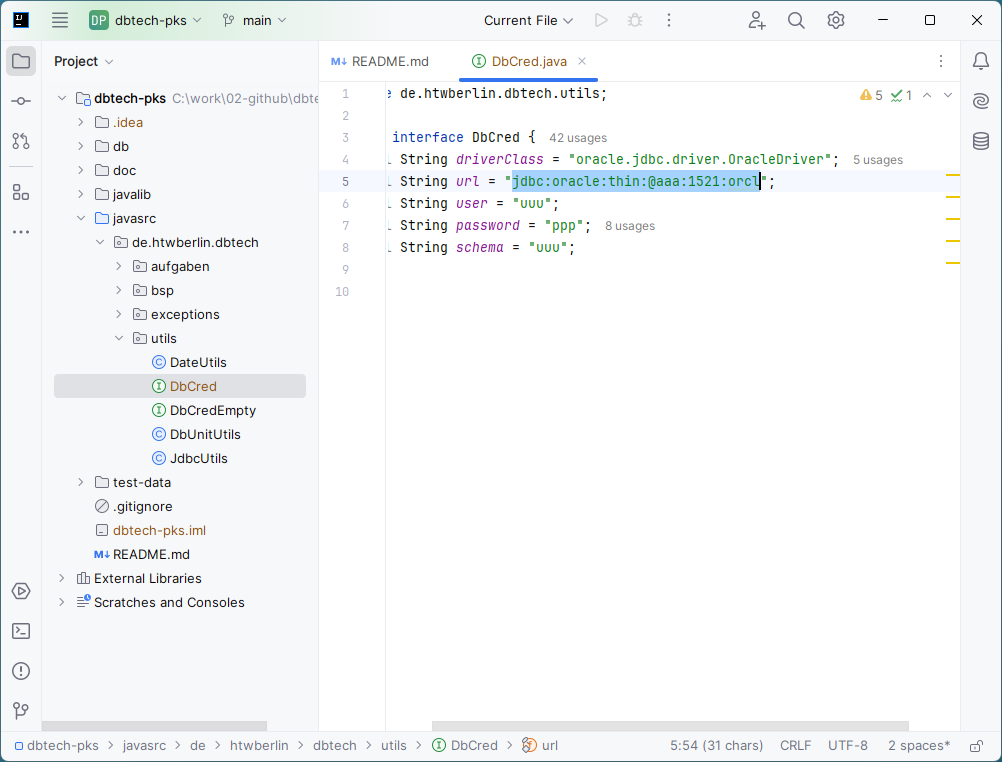 DP dbtech-pks main Current File
Project
README.md DbCred.java
dbtech-pks C:\work\02-github\dbte
.idea
db
doc
javalib
javasrc
de.htwberlin.dbtech
aufgaben
bsp
exceptions
utils
DateUtils
DbCred
DbCredEmpty
DbUnitUtils
JdbcUtils
test-data
.gitignore
dbtech-pks.iml
M↓ README.md
External Libraries
Scratches and Consoles
1 e de.htwberlin.dbtech.utils; 5 1
2
3 interface DbCred { 42 usages
4 String driverClass = "oracle.jdbc.driver.OracleDriver"; 5 usages
5 String url = "jdbc:oracle:thin:@aaa:1521:orcl";
6 String user = "uuu";
7 String password = "ppp"; 8 usages
8 String schema = "uuu";
9
10
dbtech-pks > javasrc > de > htwberlin > dbtech > utils > DbCred > url 5:54 (31 chars) CRLF UTF-8 2 spaces*